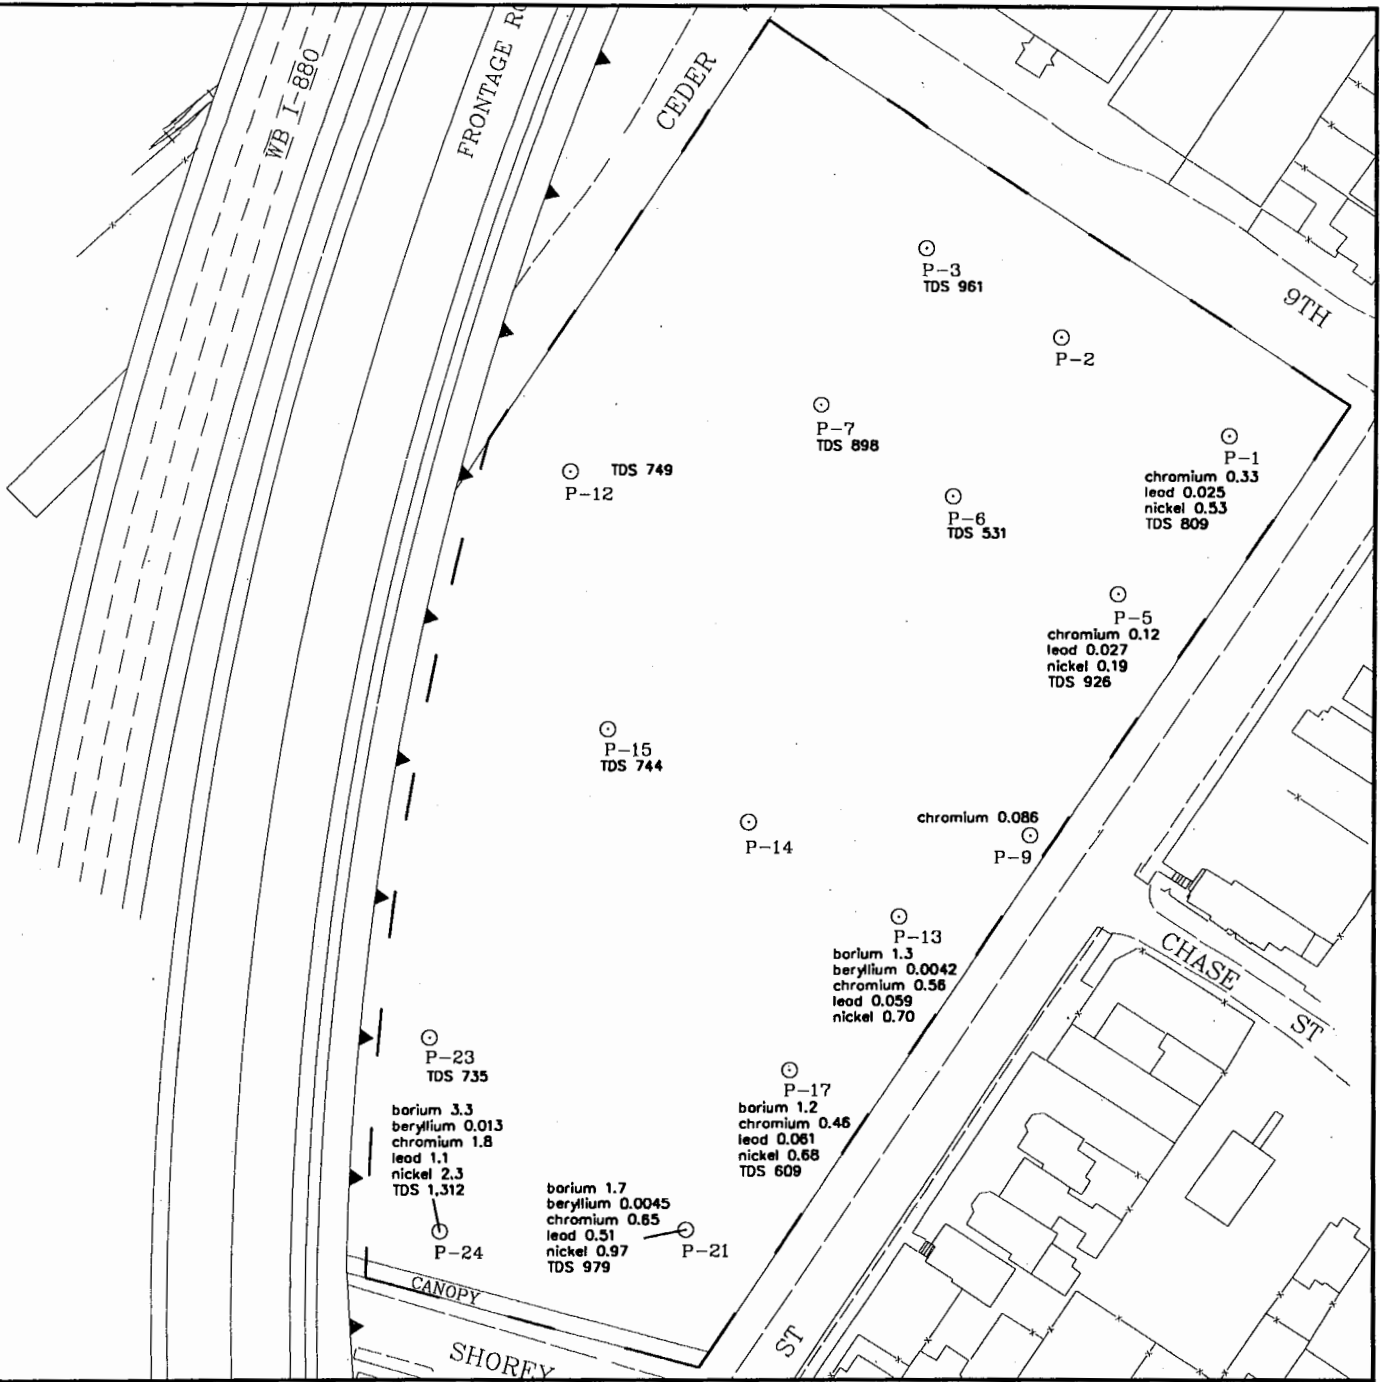 WB I-880
FRONTAGE RO
CEDER
9TH
P-3
TDS 961
P-2
P-7
TDS 898
P-1
chromium 0.33
lead 0.025
nickel 0.53
TDS 809
TDS 749
P-12
P-6
TDS 531
P-5
chromium 0.12
lead 0.027
nickel 0.19
TDS 926
P-15
TDS 744
P-14
chromium 0.086
P-9
P-13
barium 1.3
beryllium 0.0042
chromium 0.56
lead 0.059
nickel 0.70
CHASE
ST
P-23
TDS 735
P-17
barium 1.2
chromium 0.46
lead 0.061
nickel 0.68
TDS 609
barium 3.3
beryllium 0.013
chromium 1.8
lead 1.1
nickel 2.3
TDS 1,312
P-24
barium 1.7
beryllium 0.0045
chromium 0.65
lead 0.51
nickel 0.97
TDS 979
P-21
CANOPY
SHOREY
ST